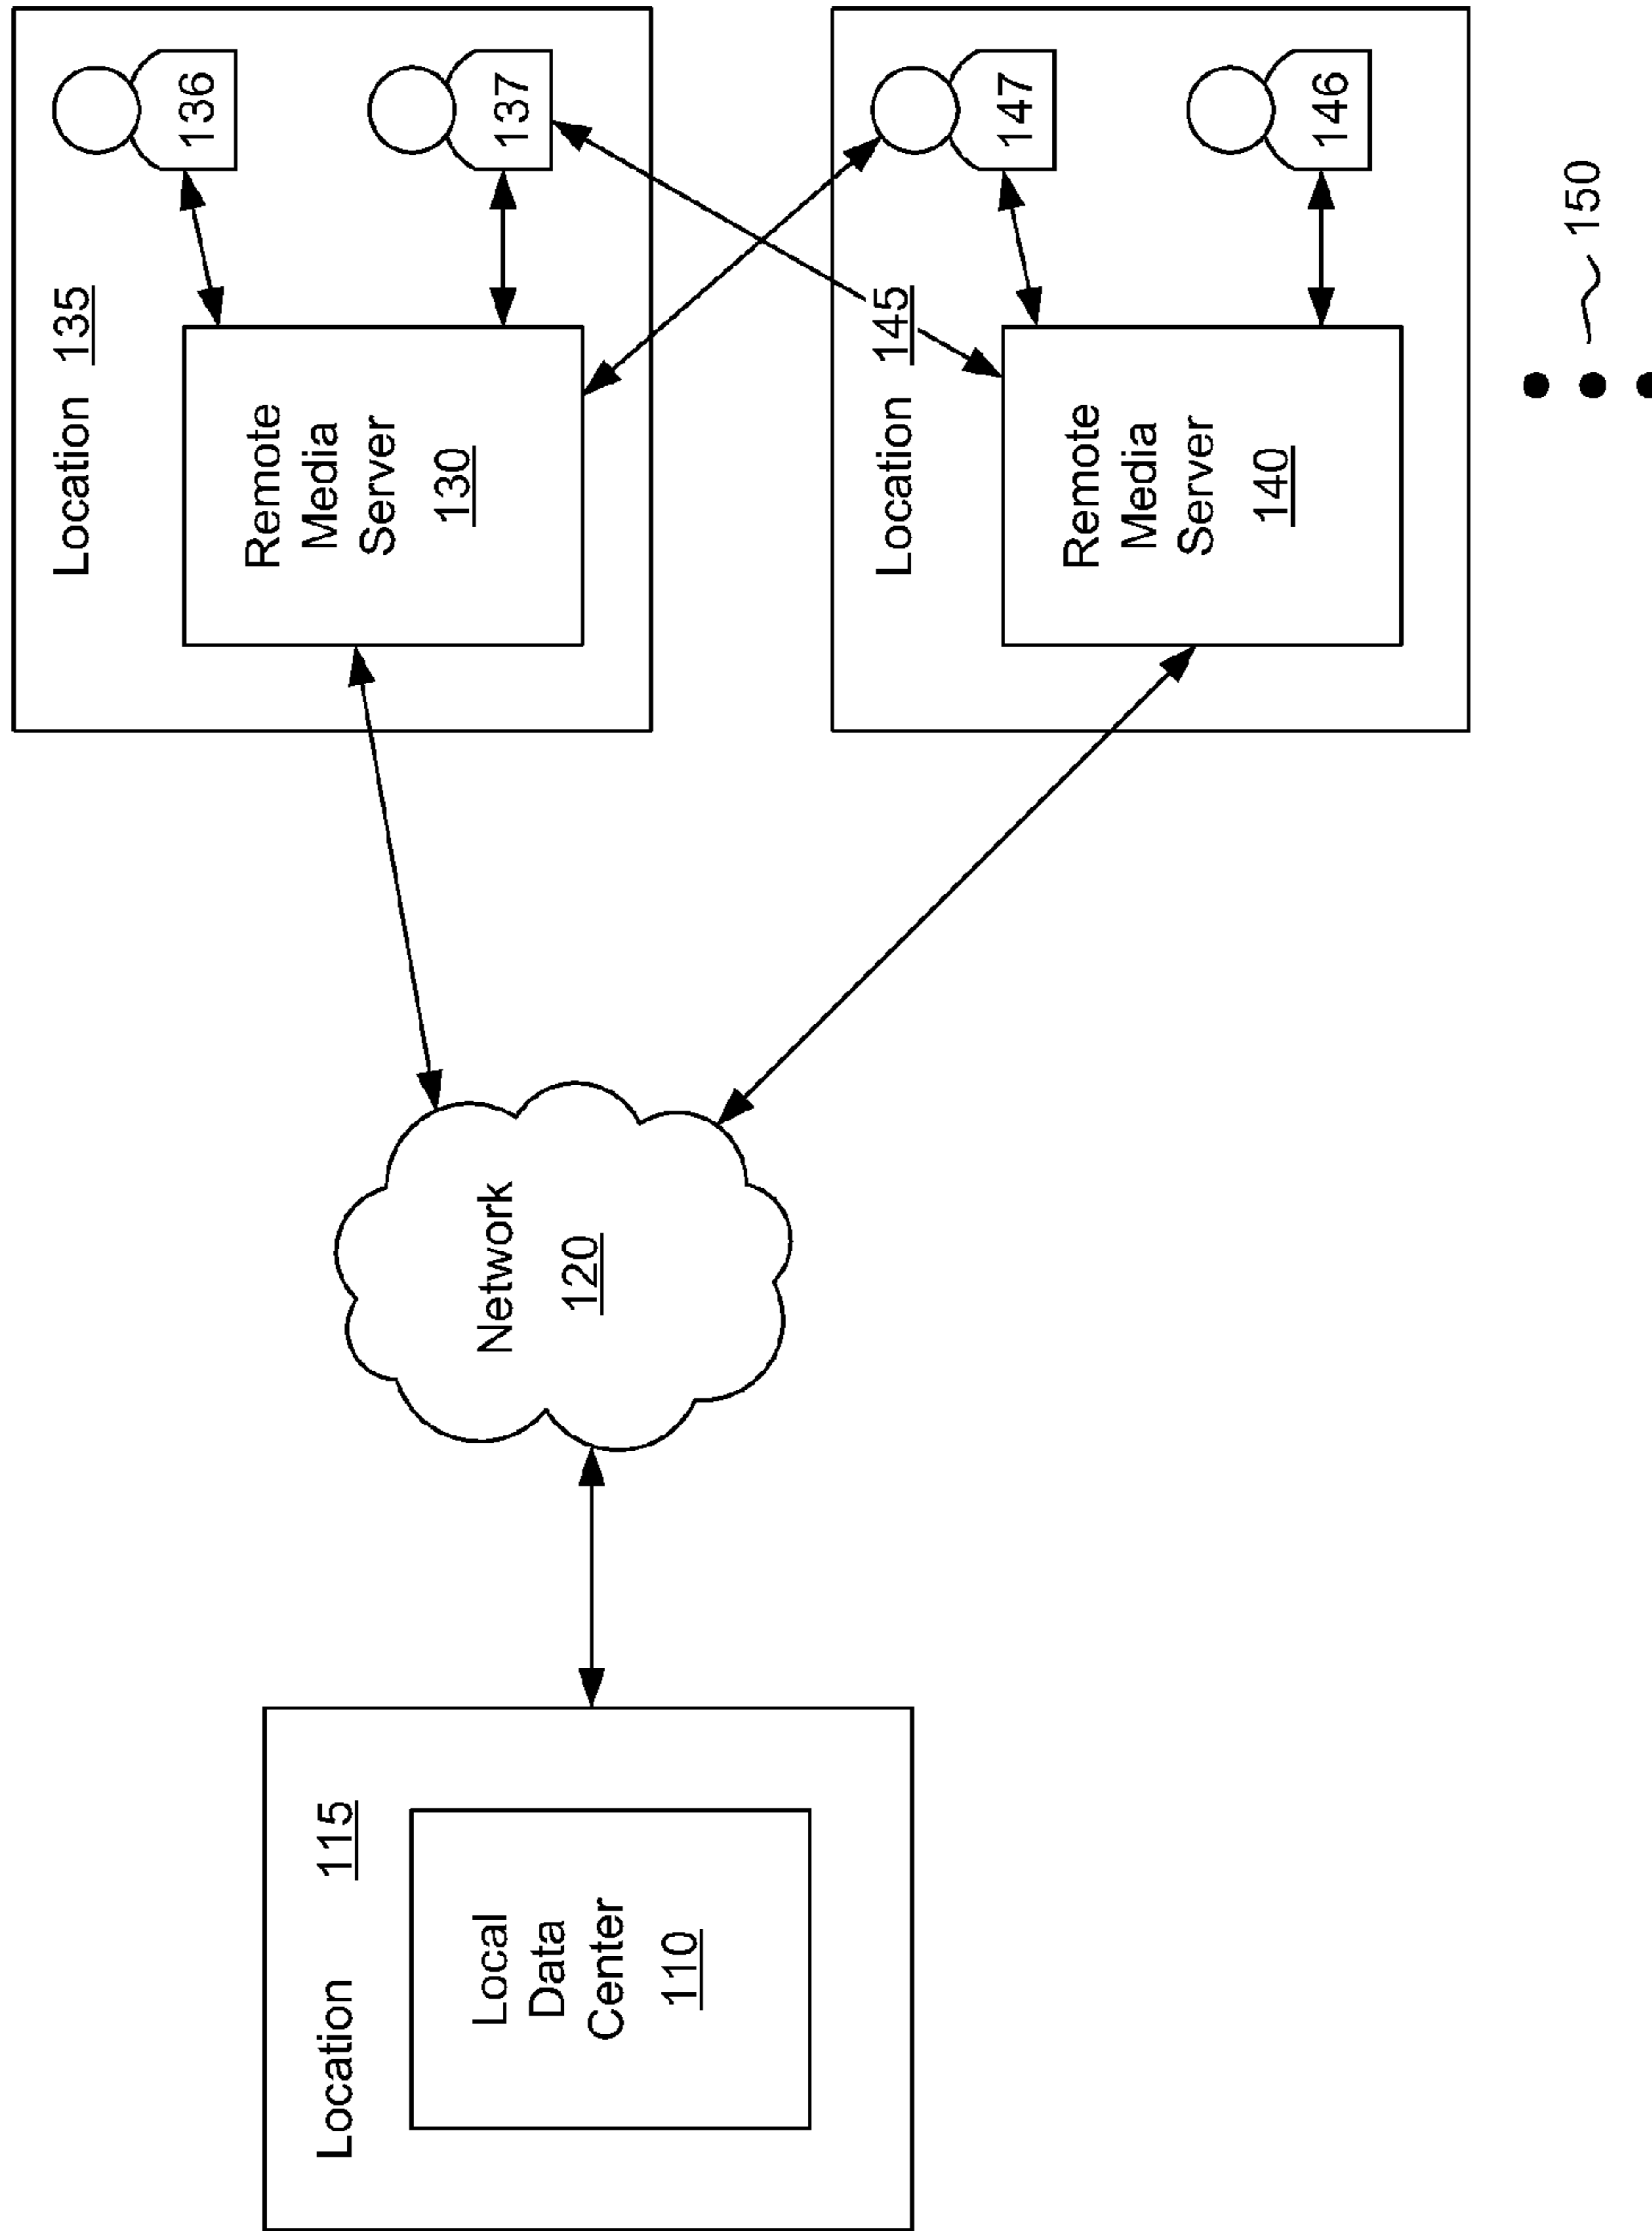 Location 115
Local
Data
Center
110
Network
120
Location 135
Remote
Media
Server
130
136
137
Location 145
Remote
Media
Server
140
147
146
150